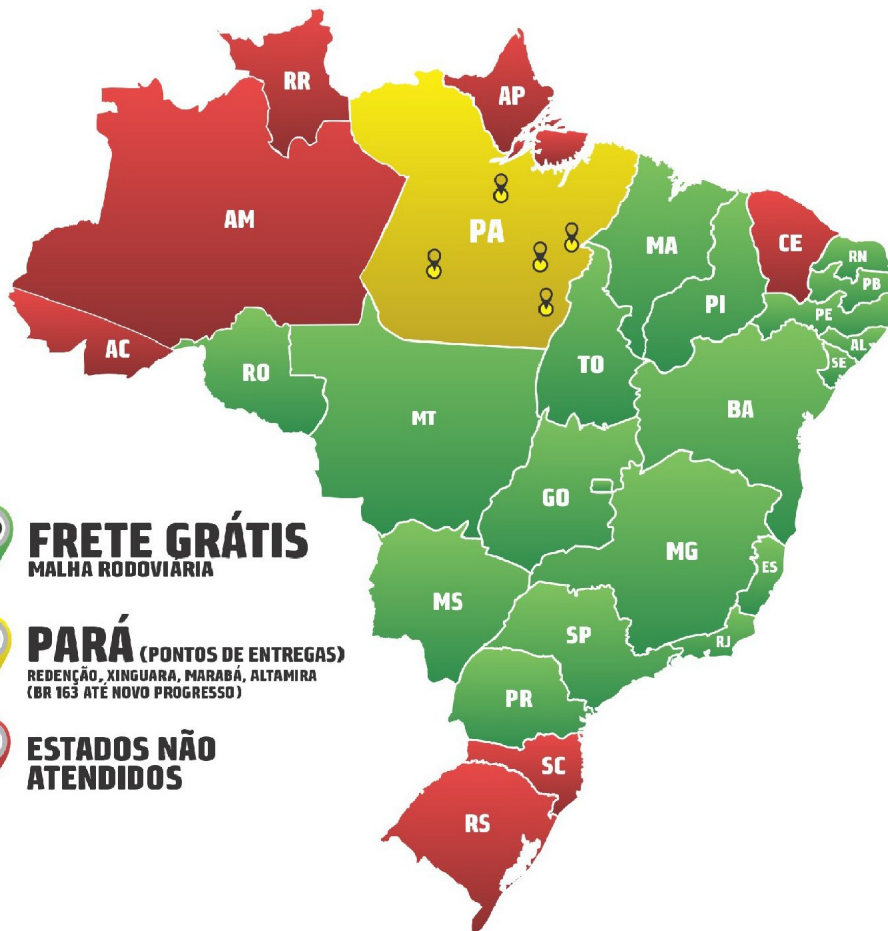 RR
AP
AM
PA
MA
CE
RN
PB
PI
PE
AL
SE
AC
RO
TO
MT
BA
GO
MG
ES
MS
SP
RJ
PR
SC
RS
FRETE GRÁTIS
MALHA RODOVIÁRIA
PARÁ (PONTOS DE ENTREGAS)
REDENÇÃO, XINGUARA, MARABÁ, ALTAMIRA
(BR 163 ATÉ NOVO PROGRESSO)
ESTADOS NÃO
ATENDIDOS